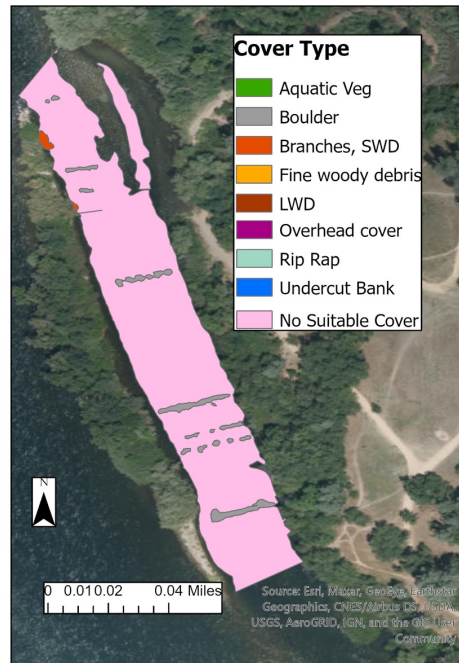 Cover Type
Aquatic Veg
Boulder
Branches, SWD
Fine woody debris
LWD
Overhead cover
Rip Rap
Undercut Bank
No Suitable Cover
N
0 0.010.02 0.04 Miles
Source: Esri, Maxar, GeoEye, Earthstar
Geographics, CNES/Airbus DS, USDA,
USGS, AeroGRID, IGN, and the GIS User
Community